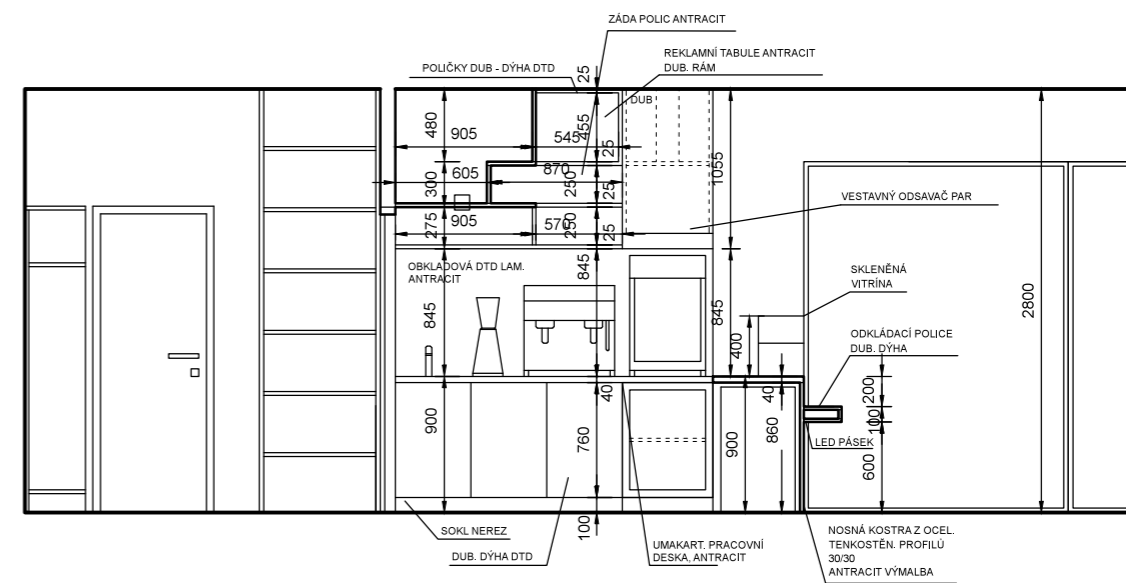 ZÁDA POLIC ANTRACIT
REKLAMNÍ TABULE ANTRACIT
DUB. RÁM
POLIČKY DUB - DÝHA DTD
25
DUB
480
905
455
545
25
1055
605
870
300
250
25
VESTAVNÝ ODSAVAČ PAR
275
905
570
250
25
OBKLADOVÁ DTD LAM.
ANTRACIT
845
845
845
SKLENĚNÁ
VITRÍNA
2800
400
ODKLÁDACÍ POLICE
DUB. DÝHA
40
40
200
100
900
760
900
860
LED PÁSEK
600
100
SOKL NEREZ
DUB. DÝHA DTD
UMAKART. PRACOVNÍ
DESKA, ANTRACIT
NOSNÁ KOSTRA Z OCEL.
TENKOSTĚN. PROFILŮ
30/30
ANTRACIT VÝMALBA